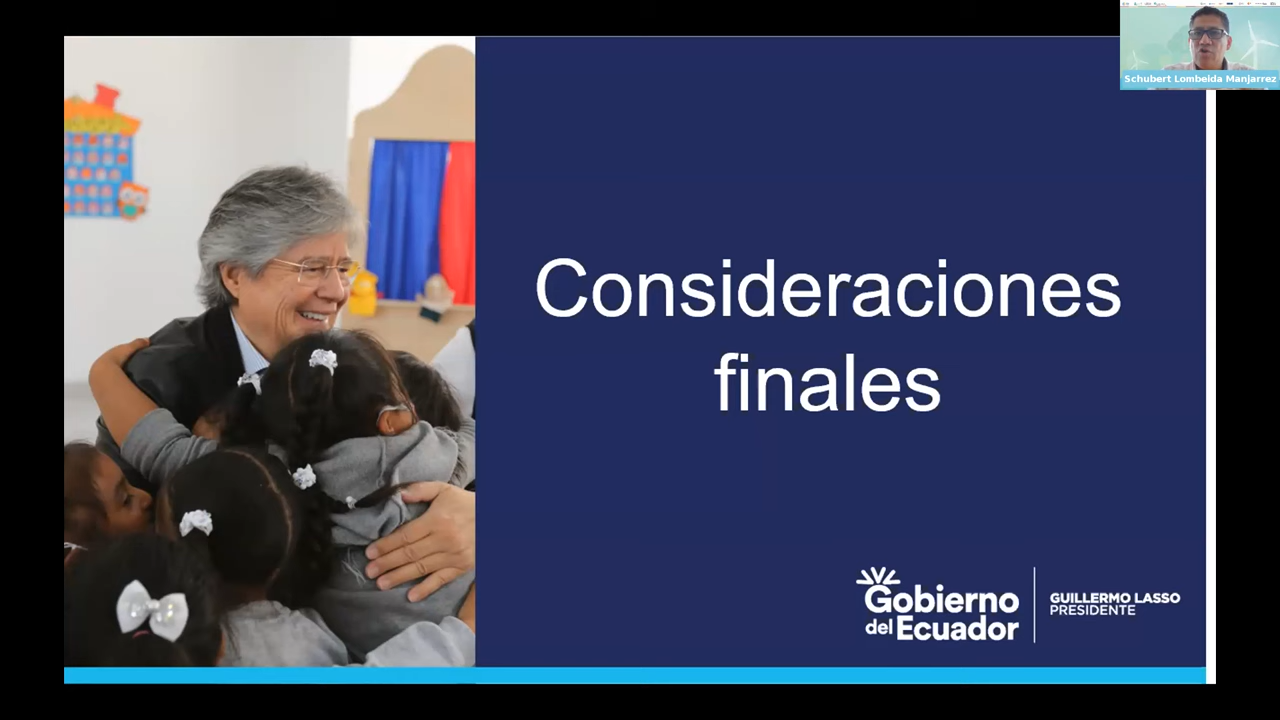 Schubert Lombeida Manjarrez
Consideraciones
finales
Gobierno
del Ecuador
GUILLERMO LASSO
PRESIDENTE